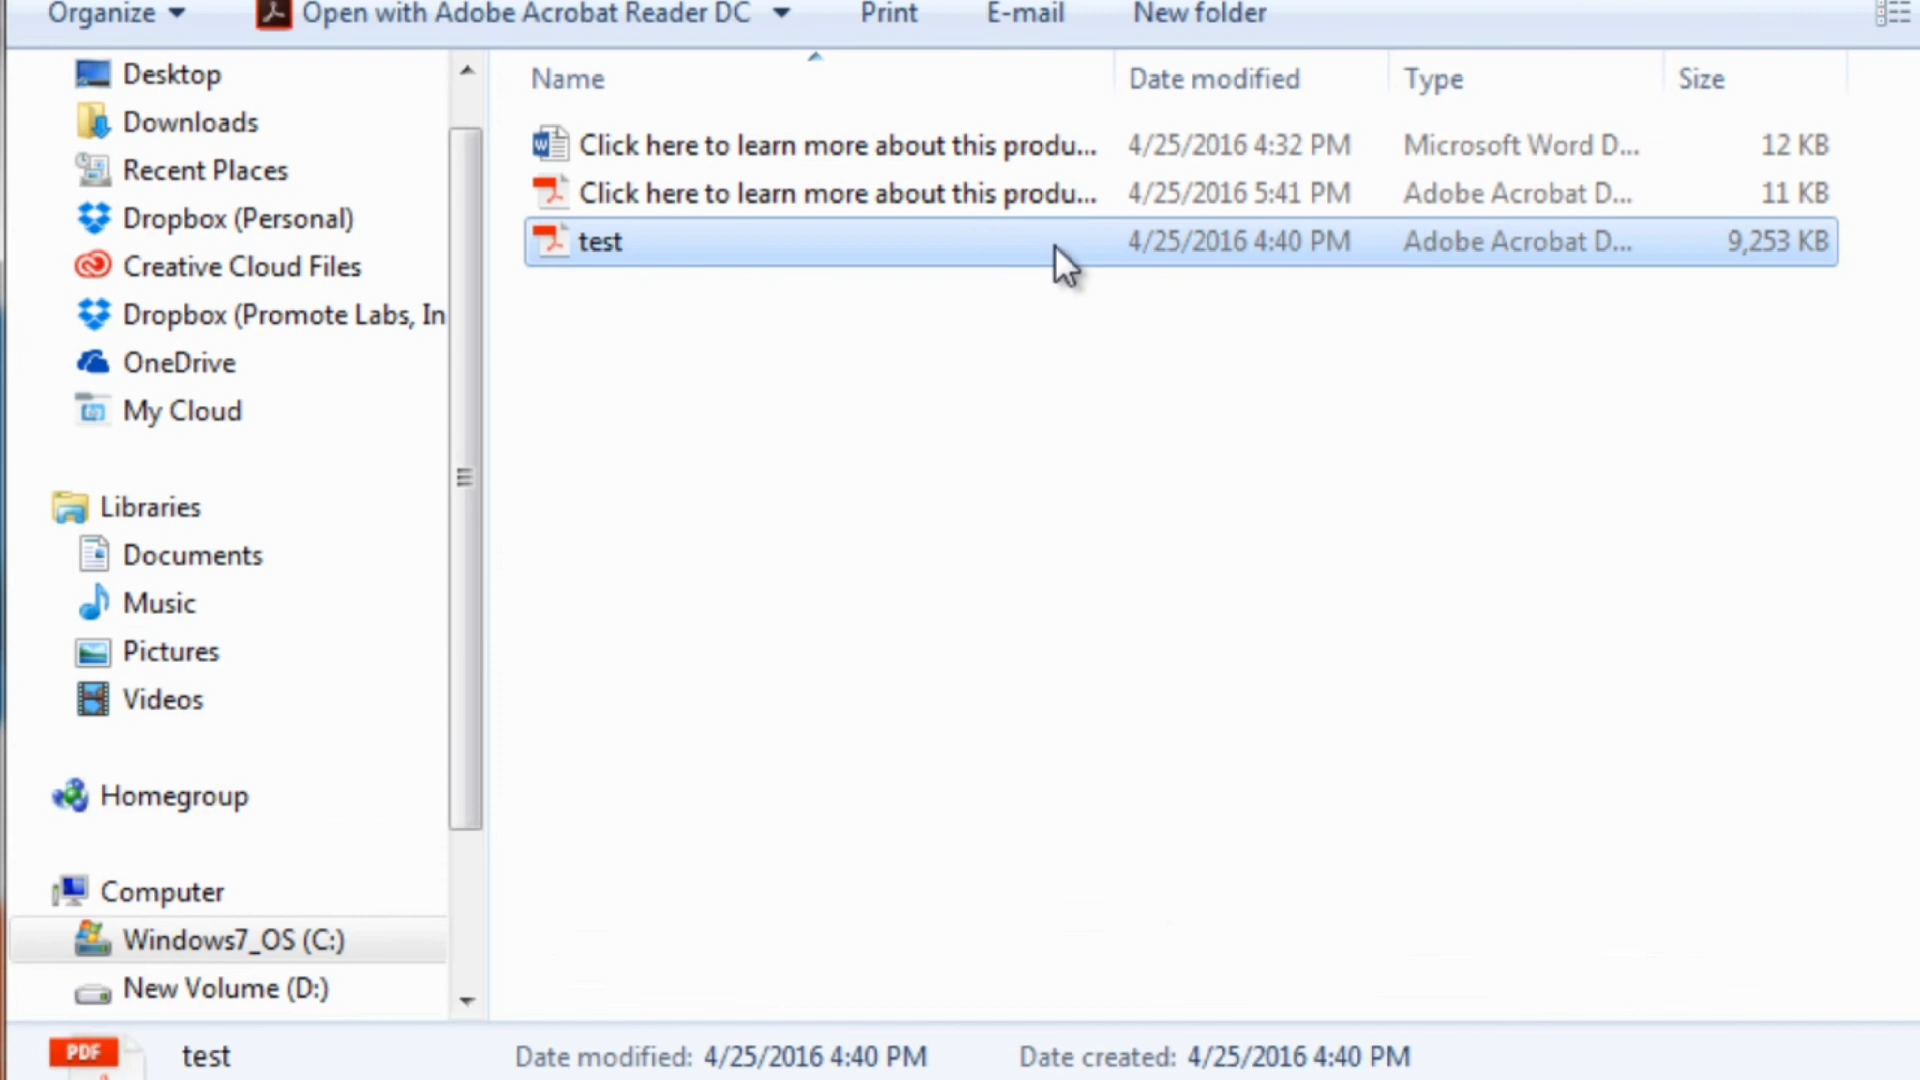 Organize Open with Adobe Acrobat Reader DC Print E-mail New folder
Desktop
Downloads
Recent Places
Dropbox (Personal)
Creative Cloud Files
Dropbox (Promote Labs, In
OneDrive
My Cloud
Libraries
Documents
Music
Pictures
Videos
Homegroup
Computer
Windows7_OS (C:)
New Volume (D:)
Name Date modified Type Size
Click here to learn more about this produ... 4/25/2016 4:32 PM Microsoft Word D... 12 KB
Click here to learn more about this produ... 4/25/2016 5:41 PM Adobe Acrobat D... 11 KB
test 4/25/2016 4:40 PM Adobe Acrobat D... 9,253 KB
PDF test Date modified: 4/25/2016 4:40 PM Date created: 4/25/2016 4:40 PM